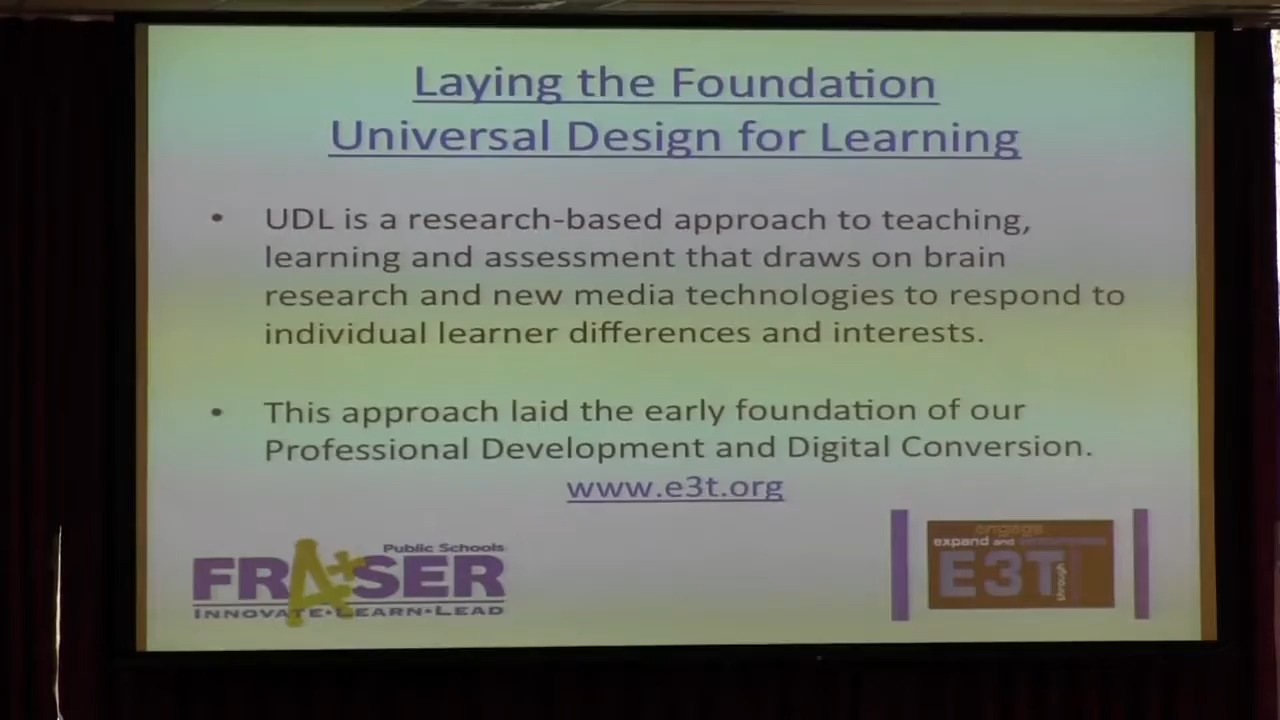 Laying the Foundation
Universal Design for Learning
• UDL is a research-based approach to teaching,
learning and assessment that draws on brain
research and new media technologies to respond to
individual learner differences and interests.
• This approach laid the early foundation of our
Professional Development and Digital Conversion.
www.e3t.org
Public Schools
FRASER
INNOVATE•LEARN•LEAD
engage
expand and
E3T
through